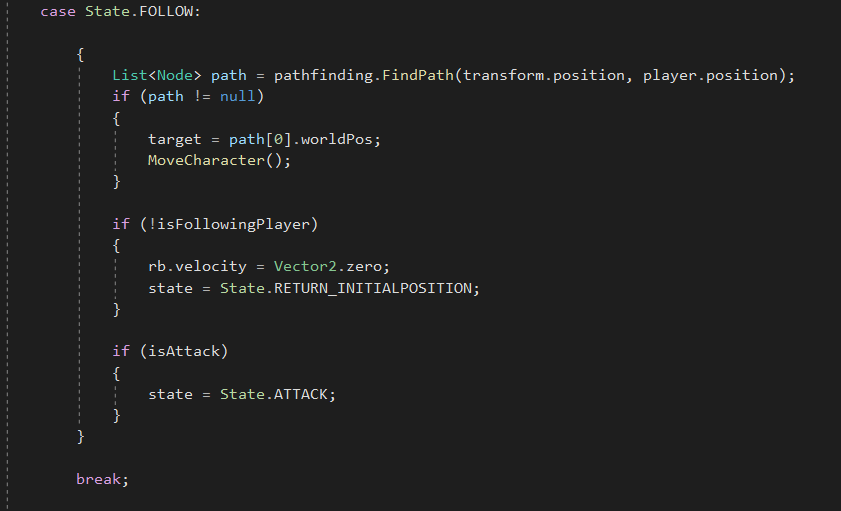 case State.FOLLOW:
{
List<Node> path = pathfinding.FindPath(transform.position, player.position);
if (path != null)
{
target = path[0].worldPos;
MoveCharacter();
}
if (!isFollowingPlayer)
{
rb.velocity = Vector2.zero;
state = State.RETURN_INITIALPOSITION;
}
if (isAttack)
{
state = State.ATTACK;
}
}
break;